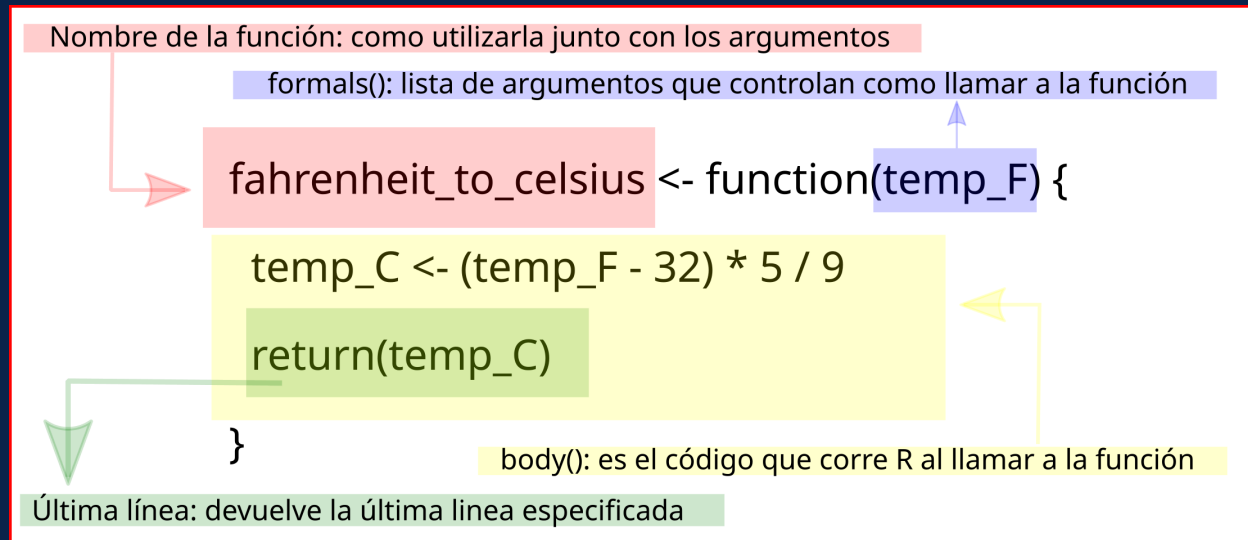 Nombre de la función: como utilizarla junto con los argumentos
formals(): lista de argumentos que controlan como llamar a la función
fahrenheit_to_celsius <- function(temp_F) {
temp_C <- (temp_F - 32) * 5 / 9
return(temp_C)
}
body(): es el código que corre R al llamar a la función
Última línea: devuelve la última linea especificada